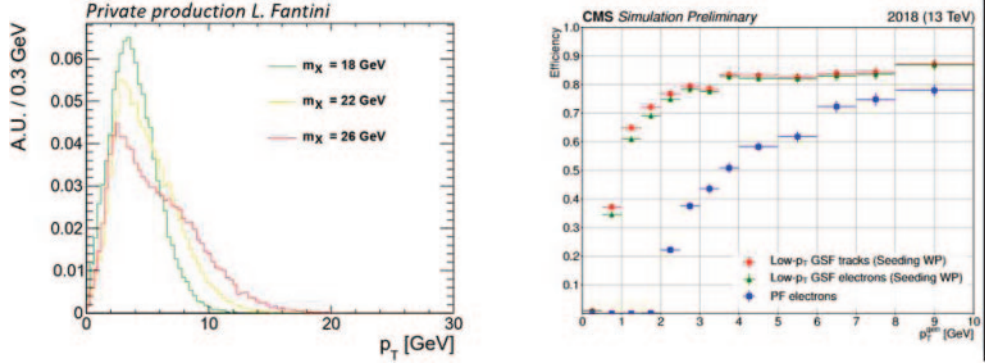 Private production L. Fantini
A.U. / 0.3 GeV
0.06
0.05
0.04
0.03
0.02
0.01
0
0 10 20 30
p_T [GeV]
m_X = 18 GeV
m_X = 22 GeV
m_X = 26 GeV
CMS Simulation Preliminary 2018 (13 TeV)
Efficiency
1.0
0.9
0.8
0.7
0.6
0.5
0.4
0.3
0.2
0.1
0 1 2 3 4 5 6 7 8 9 10
p_T^gen [GeV]
Low-p_T GSF tracks (Seeding WP)
Low-p_T GSF electrons (Seeding WP)
PF electrons